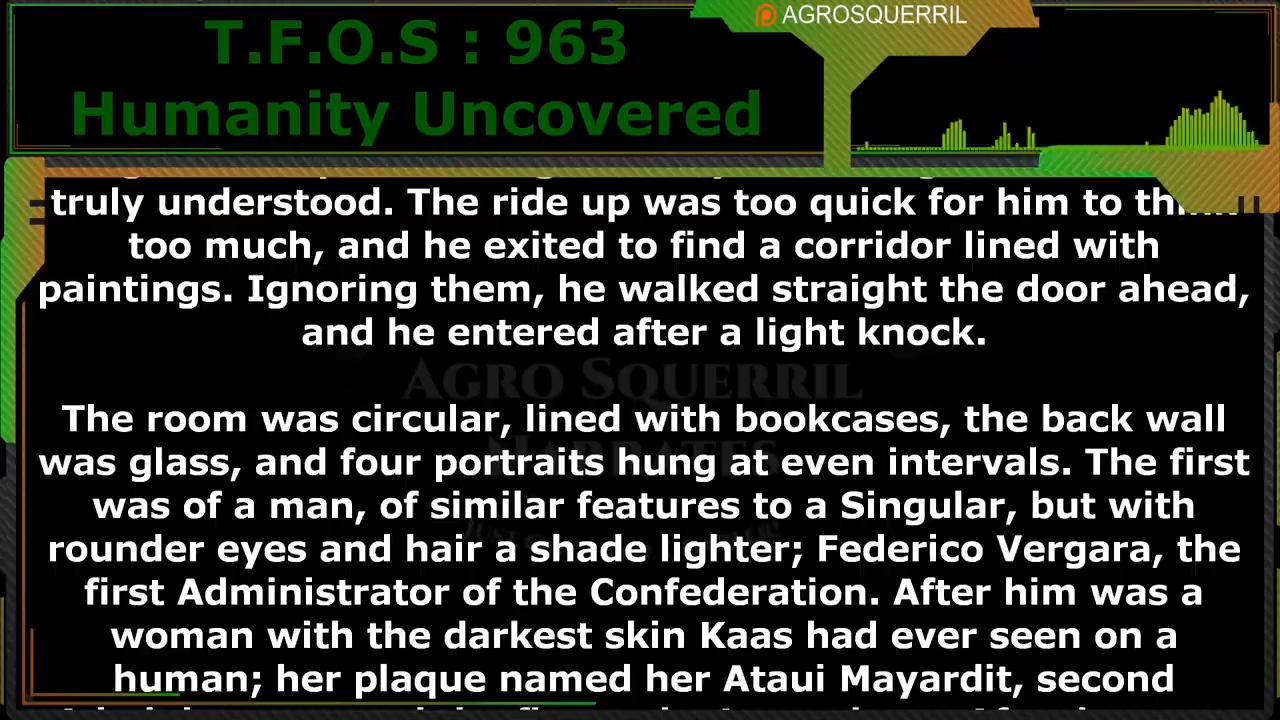 AGROSQUERRIL
T.F.O.S : 963
Humanity Uncovered
truly understood. The ride up was too quick for him to think
too much, and he exited to find a corridor lined with
paintings. Ignoring them, he walked straight the door ahead,
and he entered after a light knock.
AGRO SQUERRIL
NARRATES
The room was circular, lined with bookcases, the back wall
was glass, and four portraits hung at even intervals. The first
was of a man, of similar features to a Singular, but with
rounder eyes and hair a shade lighter; Federico Vergara, the
first Administrator of the Confederation. After him was a
woman with the darkest skin Kaas had ever seen on a
human; her plaque named her Ataui Mayardit, second